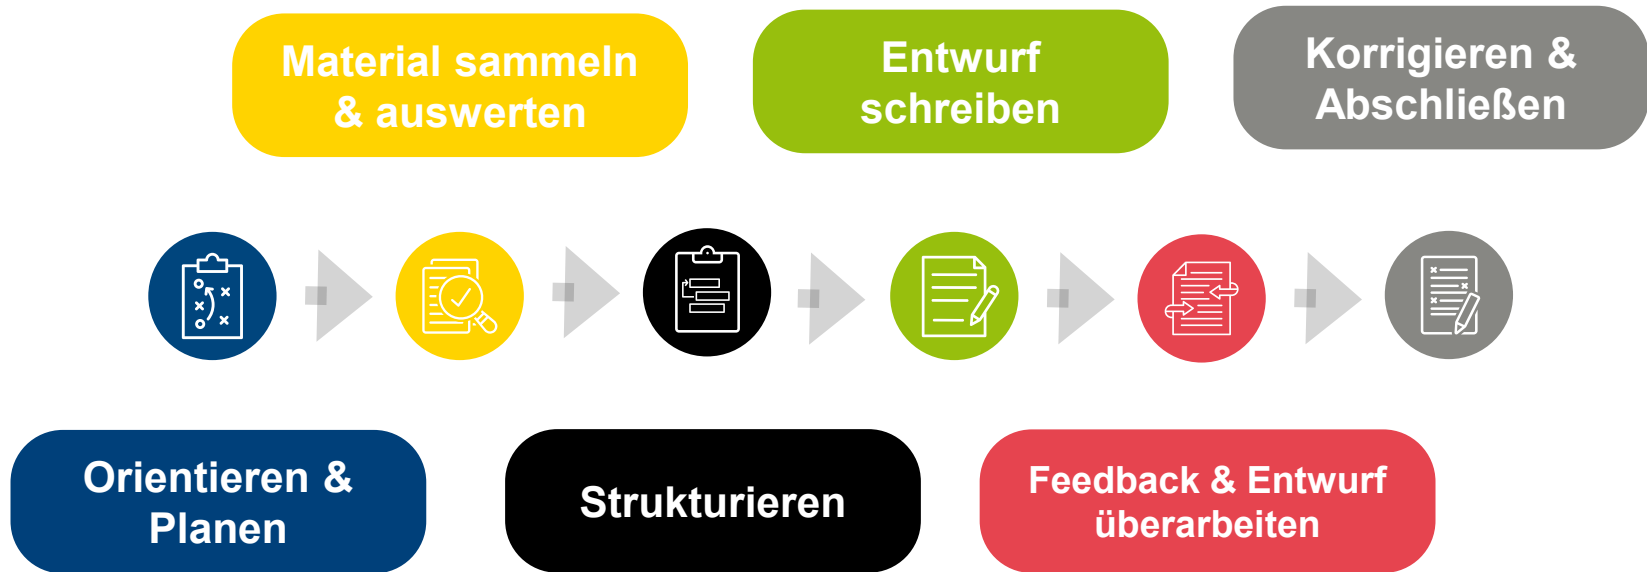 Material sammeln
& auswerten
Entwurf
schreiben
Korrigieren &
Abschließen
Orientieren &
Planen
Strukturieren
Feedback & Entwurf
überarbeiten